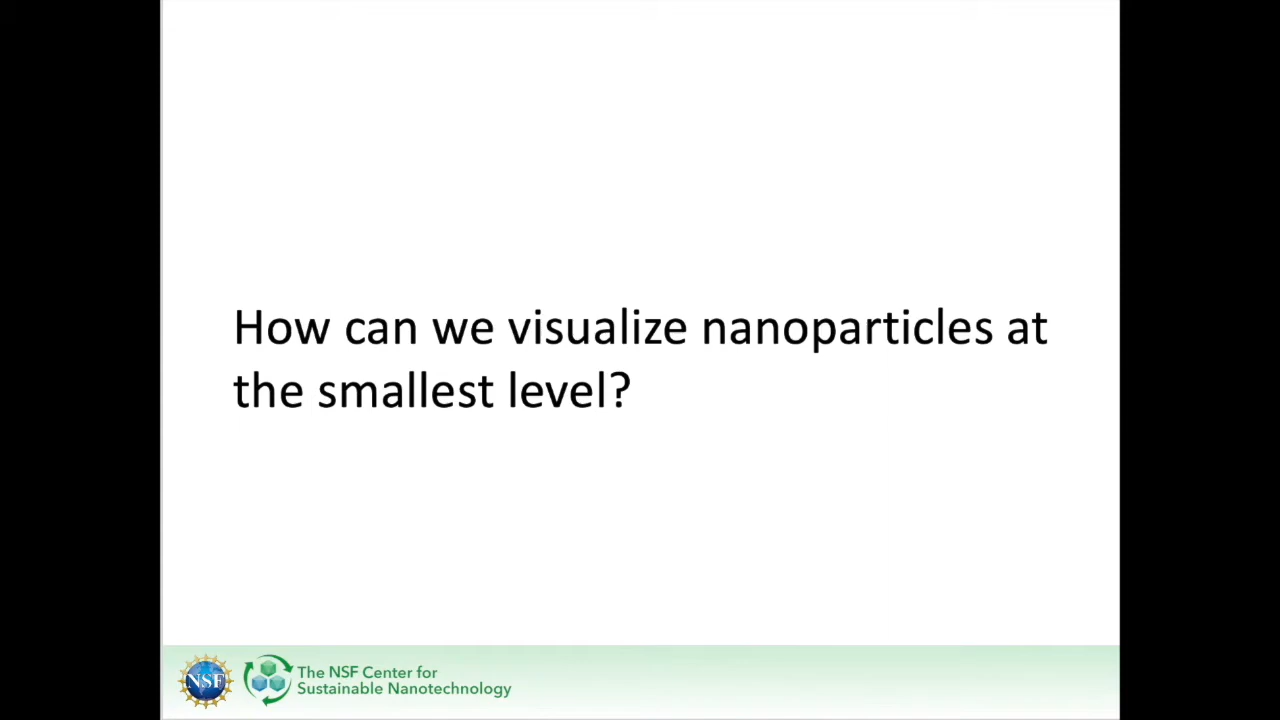 How can we visualize nanoparticles at
the smallest level?
NSF
The NSF Center for
Sustainable Nanotechnology